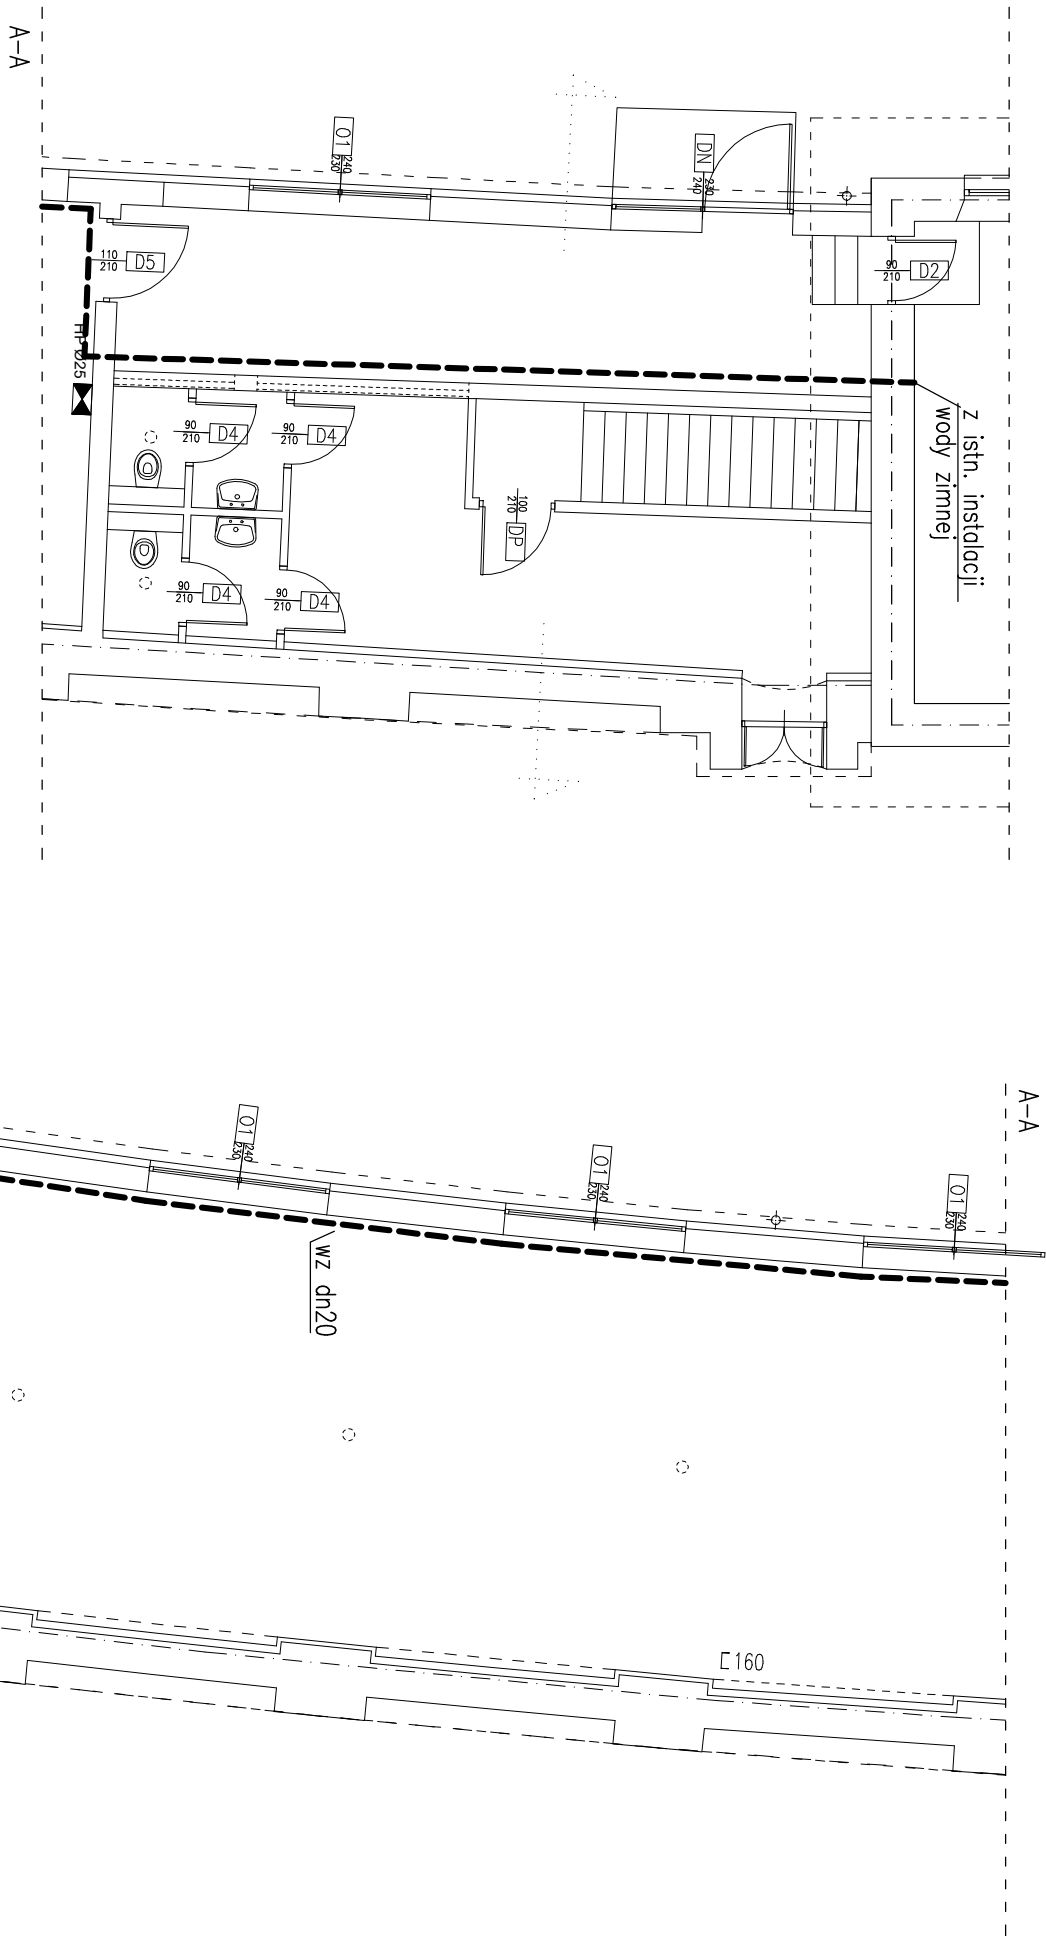 A-A
O1 240
230
DN 230
240
110
210 D5
90
210 D2
HP Ø25
90
210 D4
90
210 D4
z istn. instalacji
wody zimnej
100
210 DP
90
210 D4
90
210 D4
A-A
O1 240
230
O1 240
230
O1 240
230
wz dn20
E160